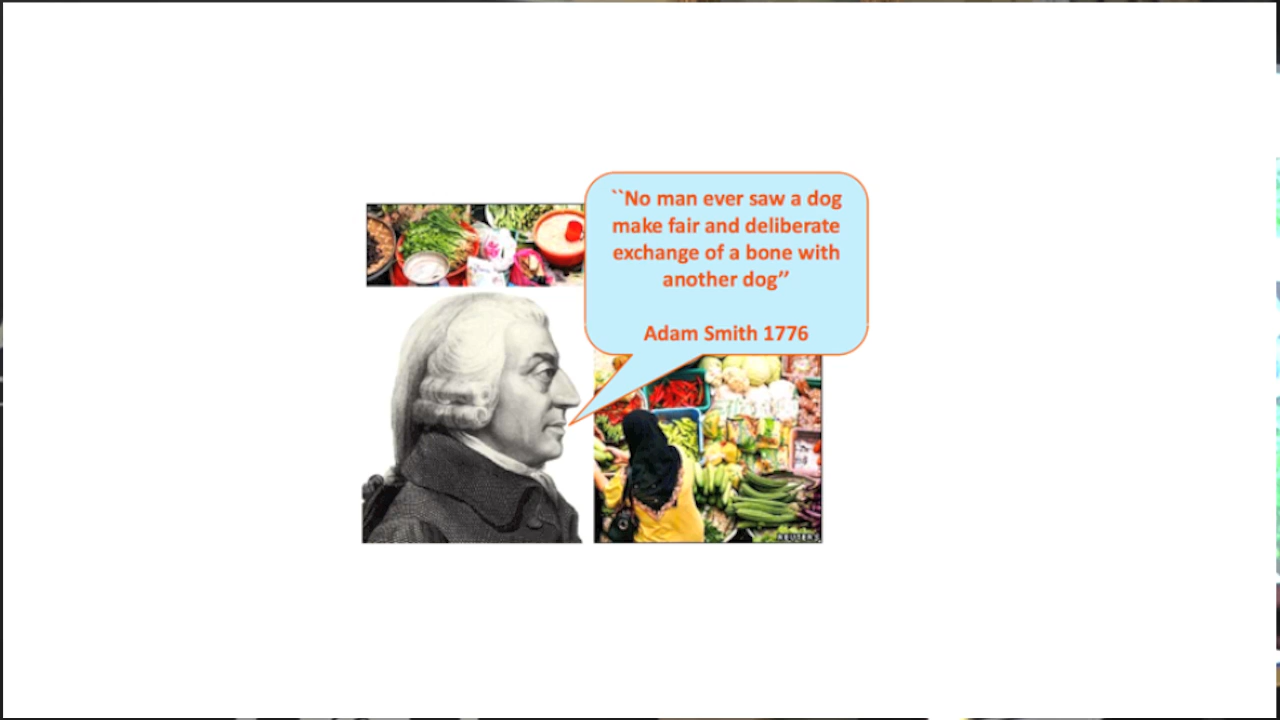 ``No man ever saw a dog
make fair and deliberate
exchange of a bone with
another dog”
Adam Smith 1776
REUTERS